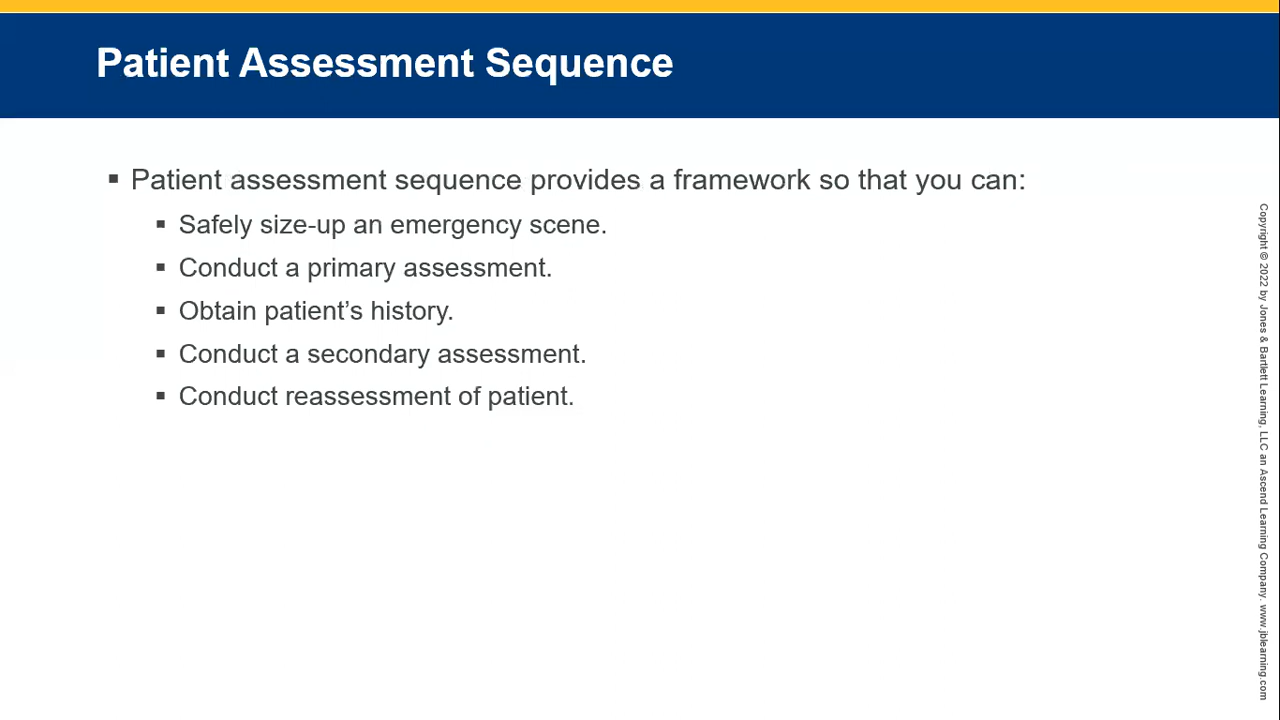 Patient Assessment Sequence
▪ Patient assessment sequence provides a framework so that you can:
▪ Safely size-up an emergency scene.
▪ Conduct a primary assessment.
▪ Obtain patient’s history.
▪ Conduct a secondary assessment.
▪ Conduct reassessment of patient.
Copyright © 2022 by Jones & Bartlett Learning, LLC an Ascend Learning Company. www.jblearning.com